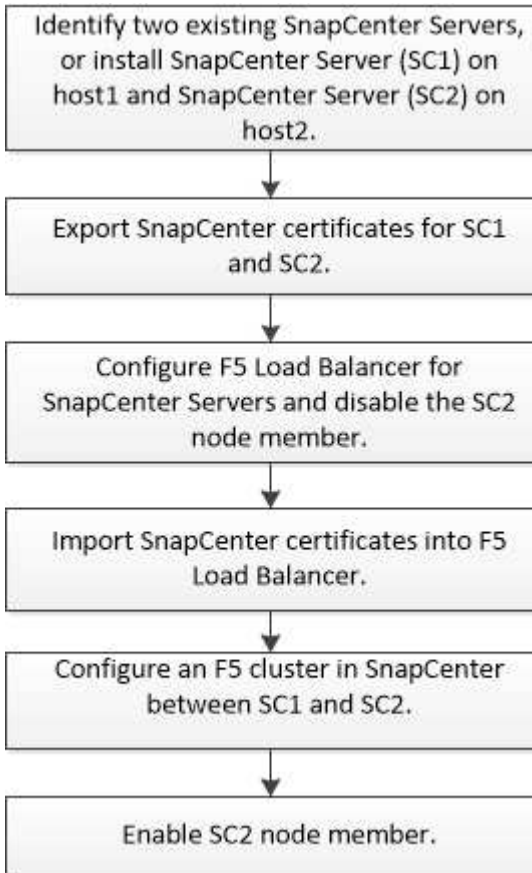 Identify two existing SnapCenter Servers,
or install SnapCenter Server (SC1) on
host1 and SnapCenter Server (SC2) on
host2.
Export SnapCenter certificates for SC1
and SC2.
Configure F5 Load Balancer for
SnapCenter Servers and disable the SC2
node member.
Import SnapCenter certificates into F5
Load Balancer.
Configure an F5 cluster in SnapCenter
between SC1 and SC2.
Enable SC2 node member.